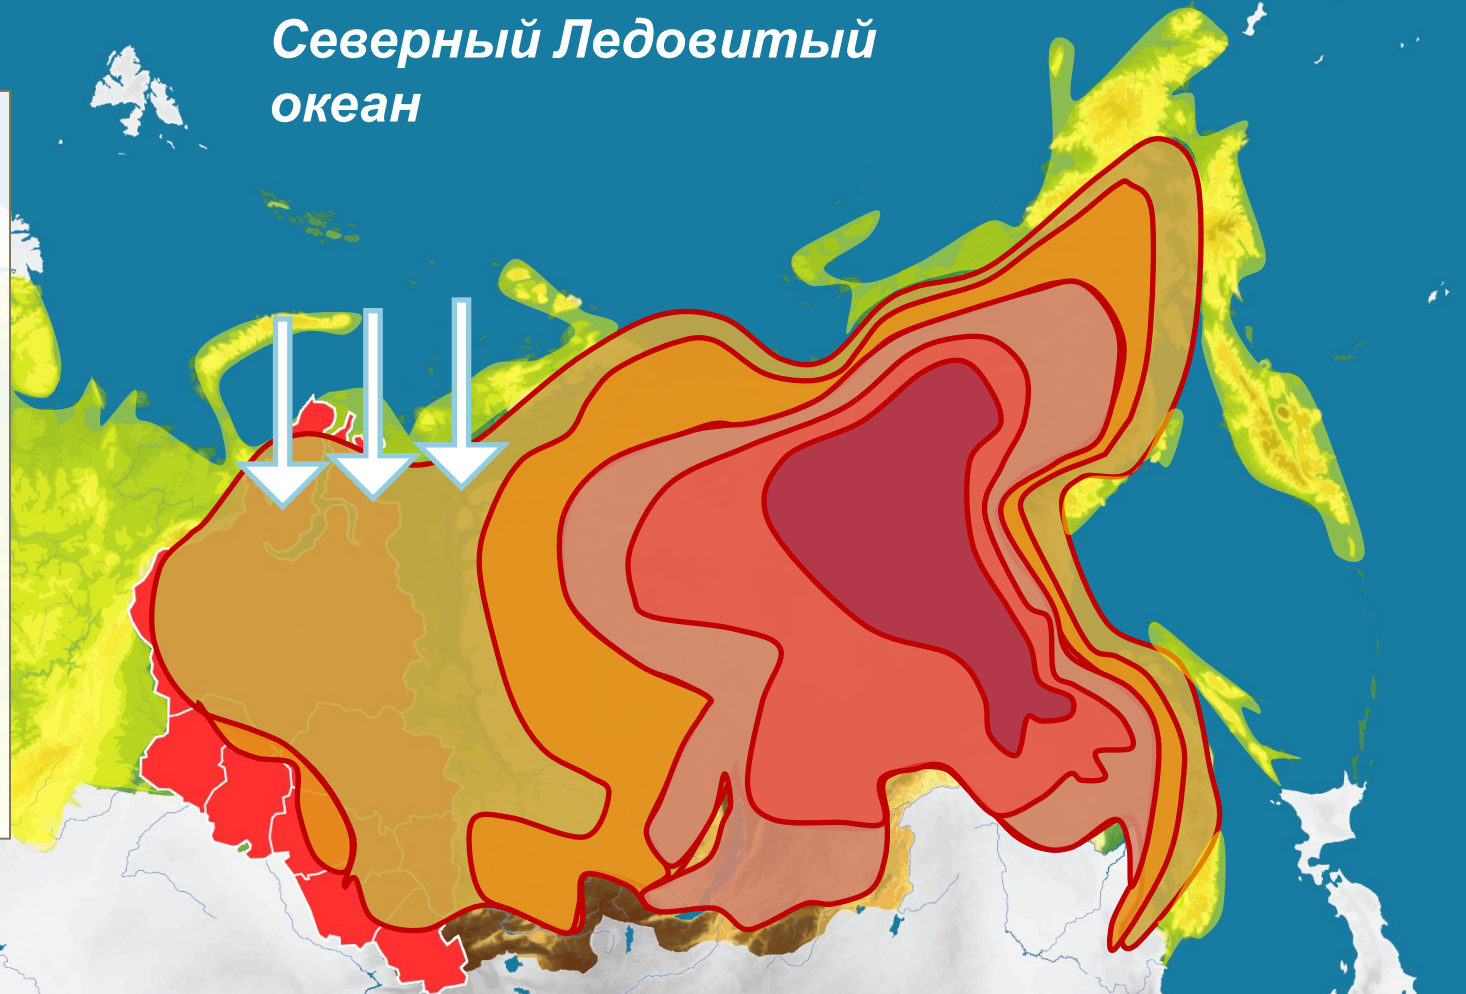 Северный Ледовитый
океан